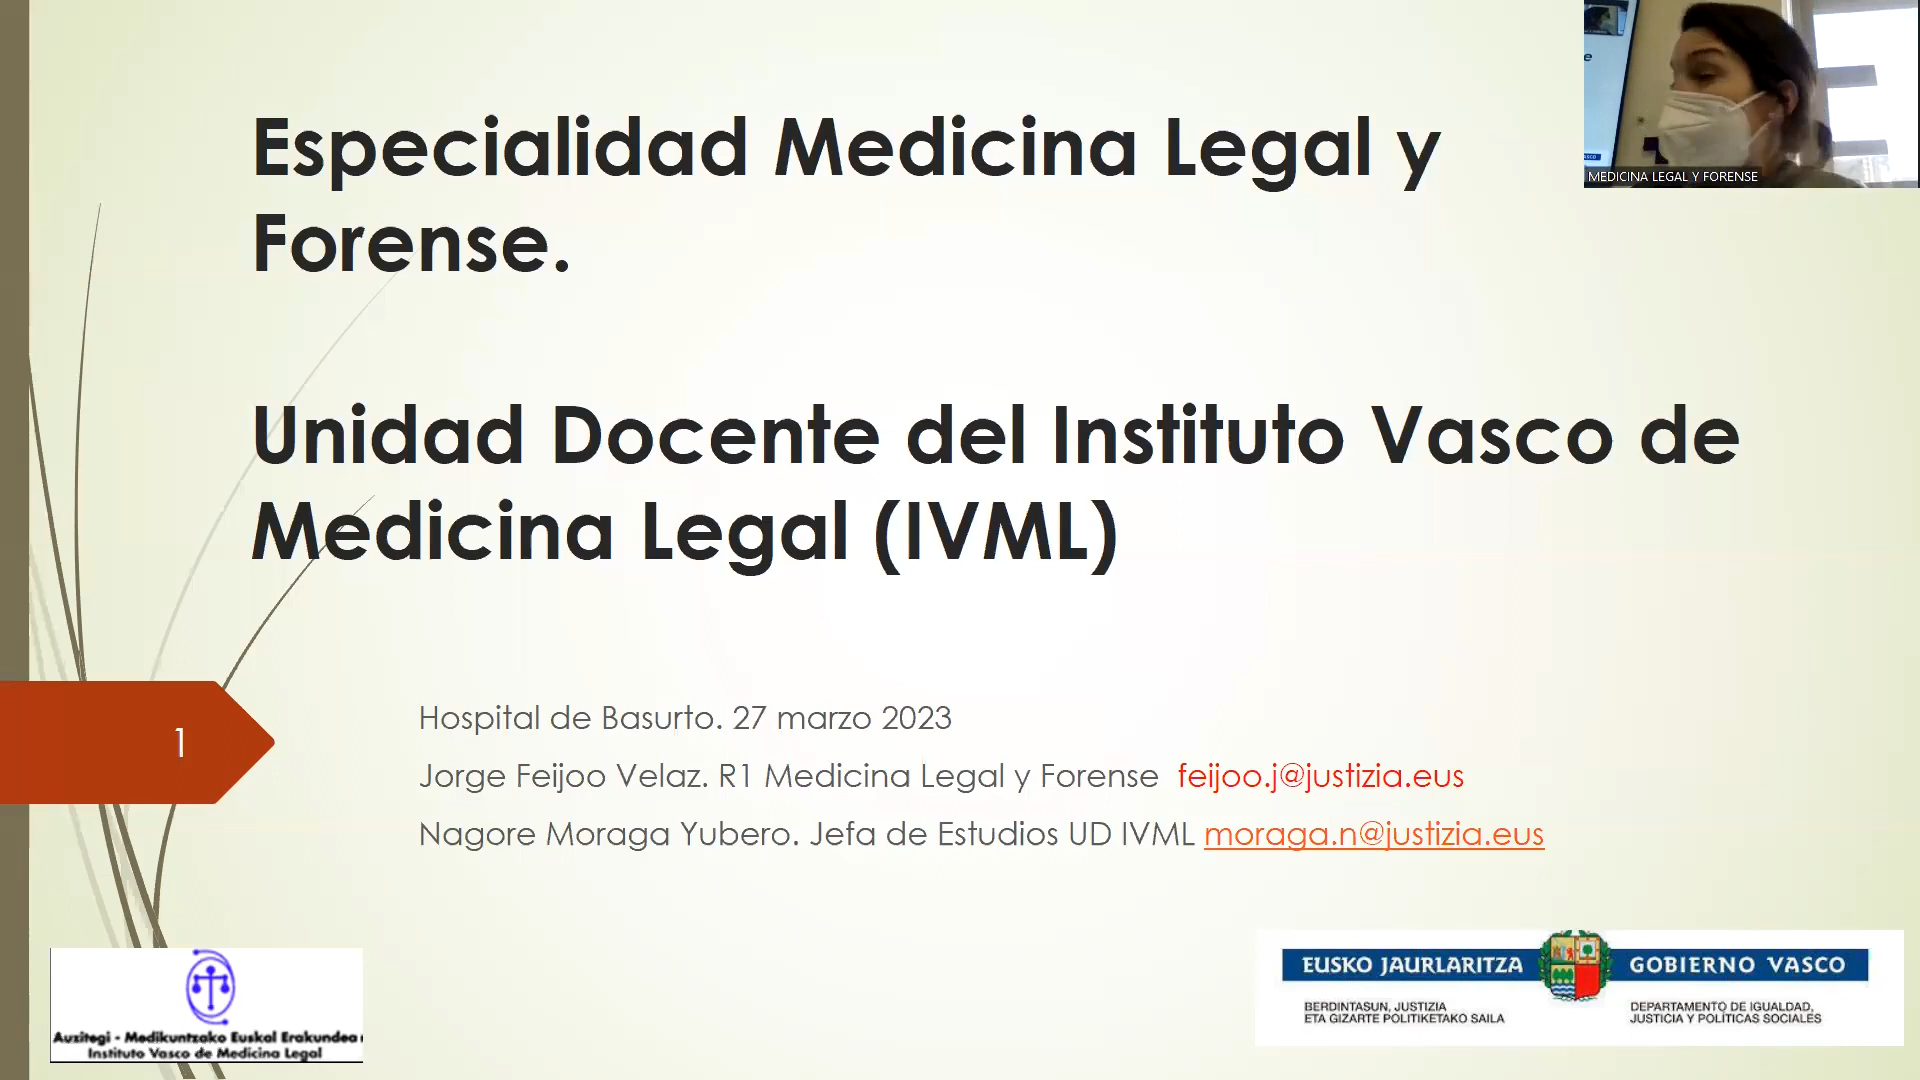 Especialidad Medicina Legal y
Forense.
Unidad Docente del Instituto Vasco de
Medicina Legal (IVML)
MEDICINA LEGAL Y FORENSE
1
Hospital de Basurto. 27 marzo 2023
Jorge Feijoo Velaz. R1 Medicina Legal y Forense feijoo.j@justizia.eus
Nagore Moraga Yubero. Jefa de Estudios UD IVML moraga.n@justizia.eus
Auzitegi - Medikuntzako Euskal Erakundea
Instituto Vasco de Medicina Legal
EUSKO JAURLARITZA
GOBIERNO VASCO
BERDINTASUN, JUSTIZIA
ETA GIZARTE POLITIKETAKO SAILA
DEPARTAMENTO DE IGUALDAD,
JUSTICIA Y POLÍTICAS SOCIALES